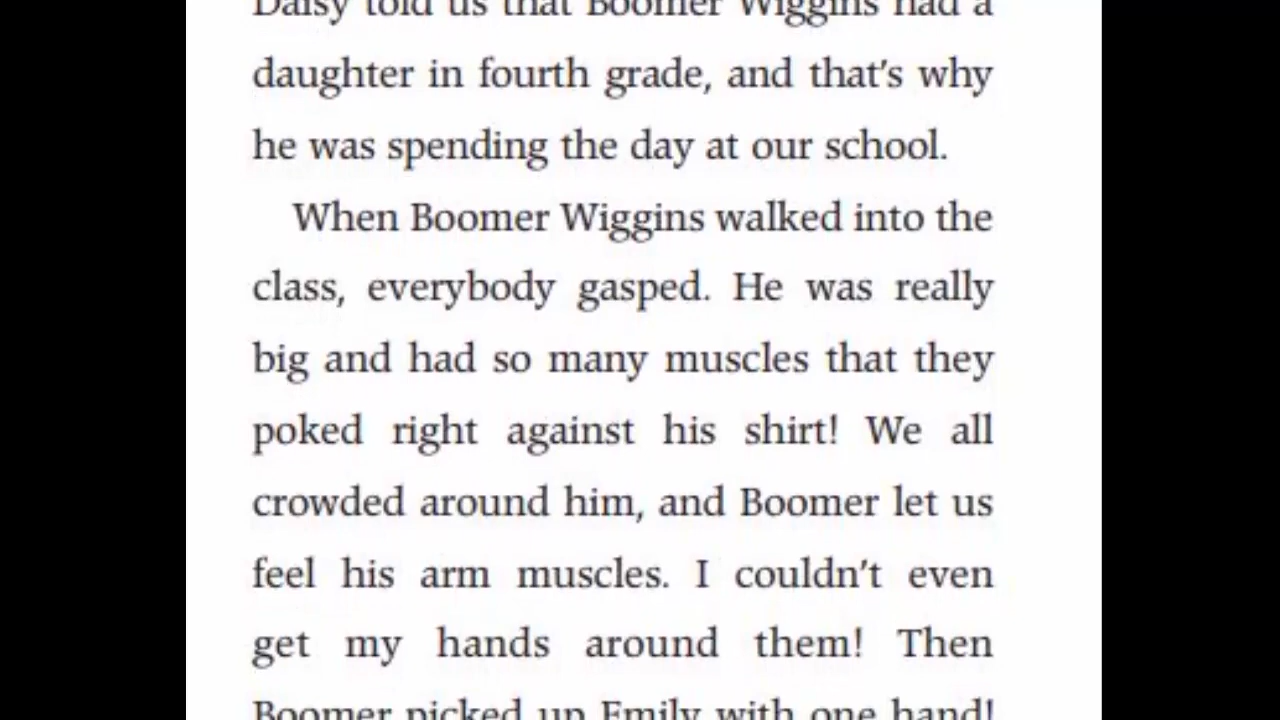 Daisy told us that Boomer Wiggins had a
daughter in fourth grade, and that's why
he was spending the day at our school.
When Boomer Wiggins walked into the
class, everybody gasped. He was really
big and had so many muscles that they
poked right against his shirt! We all
crowded around him, and Boomer let us
feel his arm muscles. I couldn't even
get my hands around them! Then
Boomer picked up Emily with one hand!